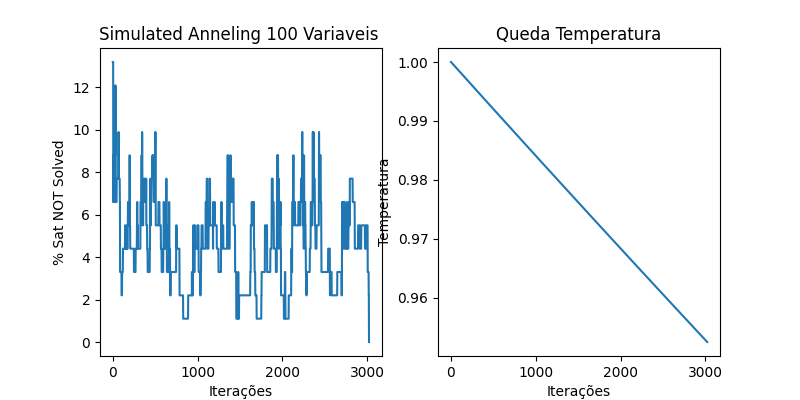 Simulated Anneling 100 Variaveis
% Sat NOT Solved
12
10
8
6
4
2
0
0 1000 2000 3000
Iterações
Queda Temperatura
Temperatura
1.00
0.99
0.98
0.97
0.96
0 1000 2000 3000
Iterações